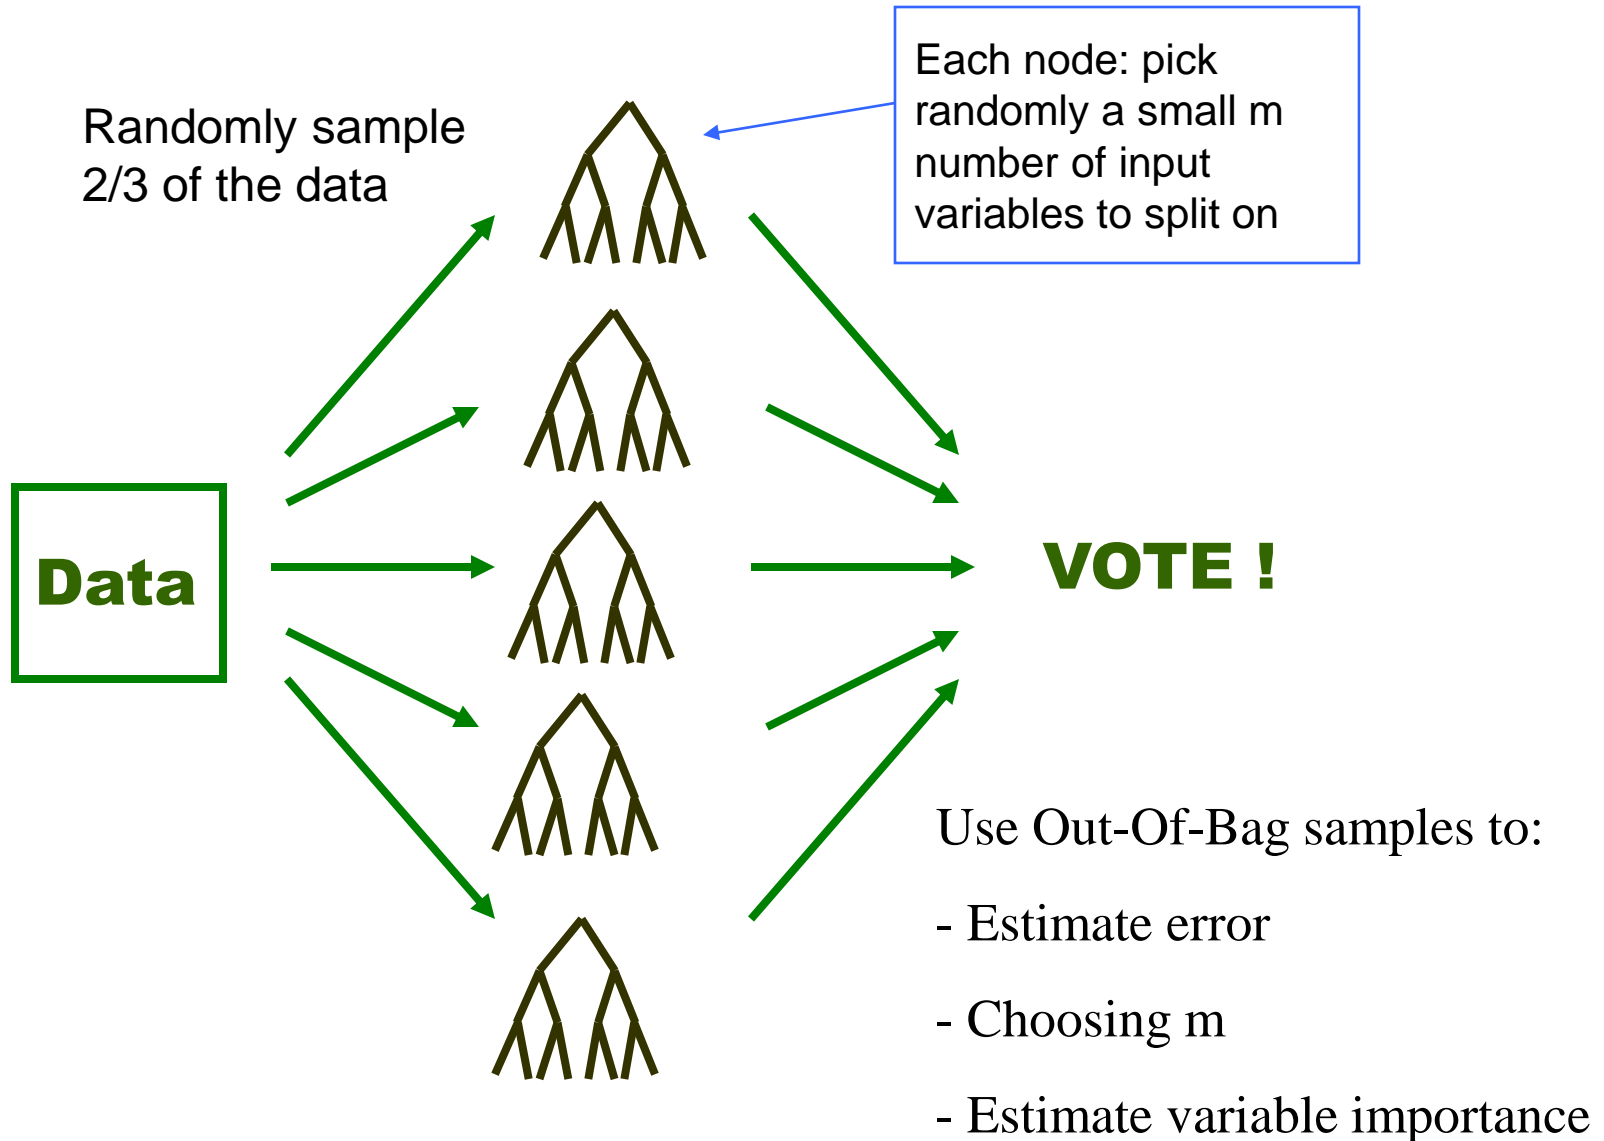 Randomly sample
2/3 of the data
Each node: pick
randomly a small m
number of input
variables to split on
Data
VOTE !
Use Out-Of-Bag samples to:
- Estimate error
- Choosing m
- Estimate variable importance